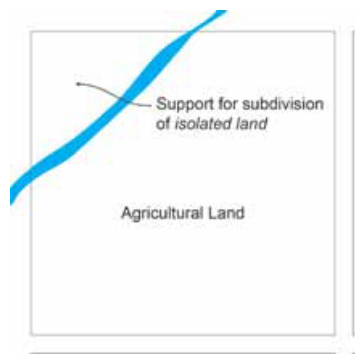 Support for subdivision
of isolated land
Agricultural Land